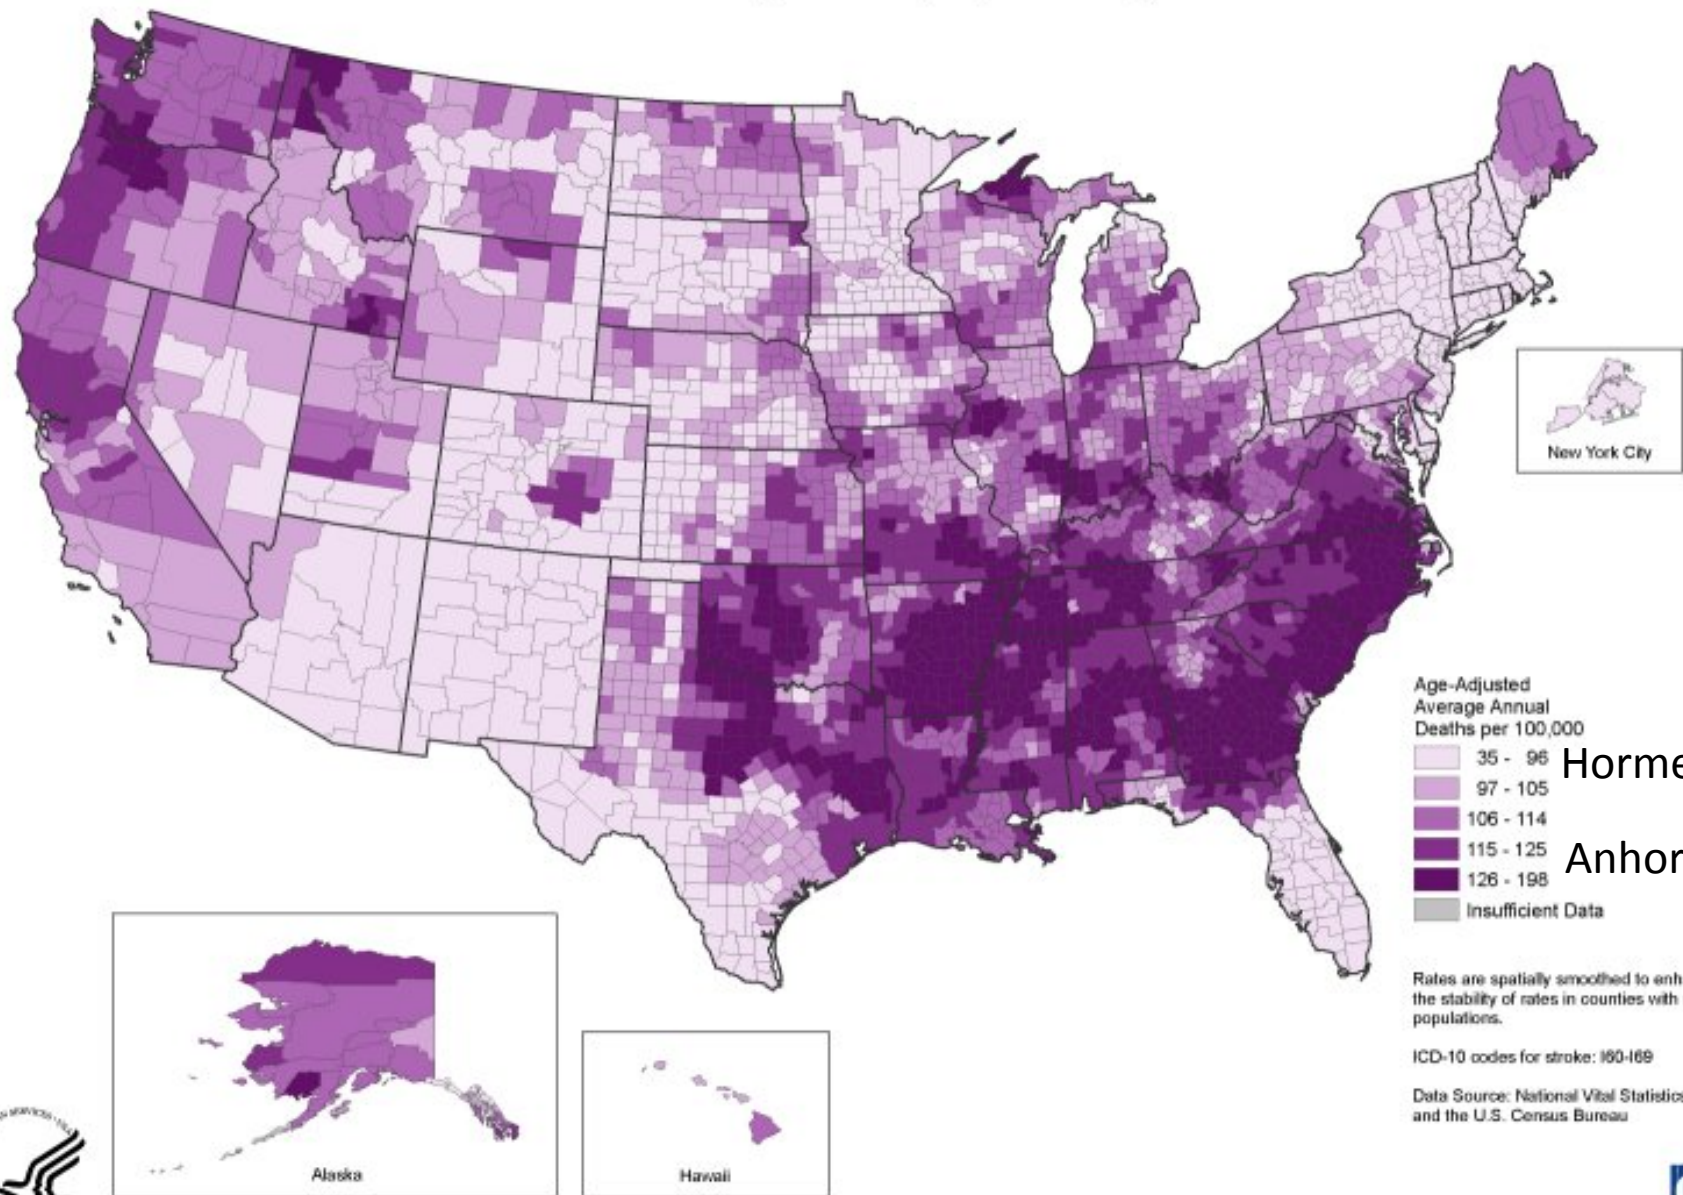 New York City
Age-Adjusted
Average Annual
Deaths per 100,000
35 - 96
Horme
97 - 105
106 - 114
115 - 125
Anhor
126 - 198
Insufficient Data
Rates are spatially smoothed to enh
the stability of rates in counties with
populations.
ICD-10 codes for stroke: I60-I69
Data Source: National Vital Statistics
and the U.S. Census Bureau
Alaska
Hawaii